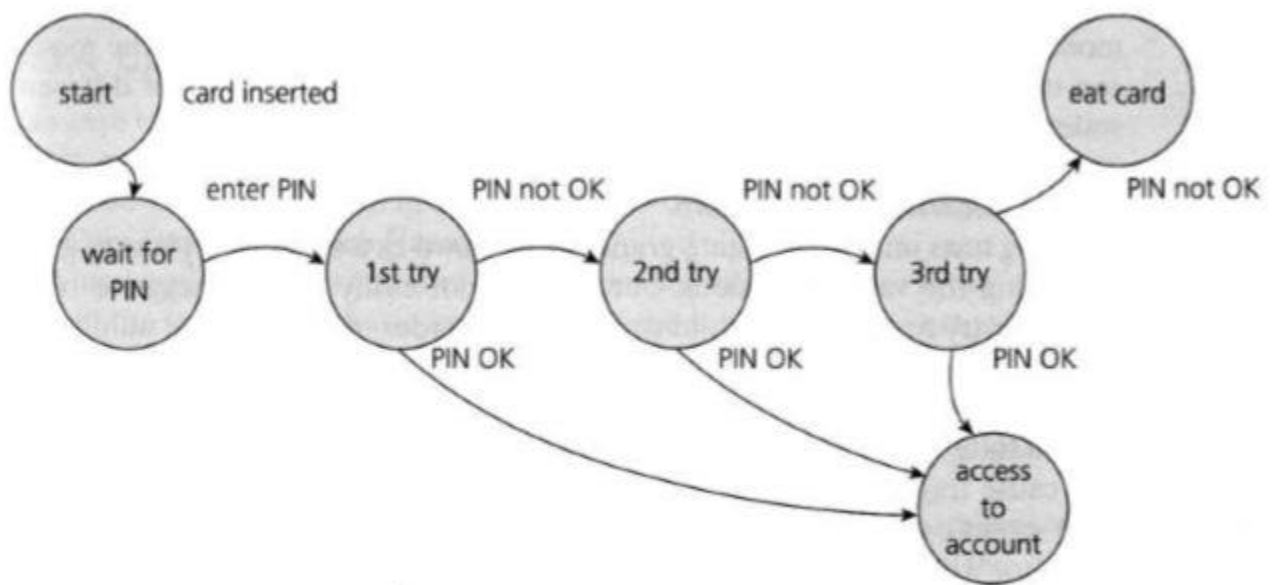 start
card inserted
eat card
enter PIN
PIN not OK
PIN not OK
PIN not OK
wait for
PIN
1st try
2nd try
3rd try
PIN OK
PIN OK
PIN OK
access
to
account